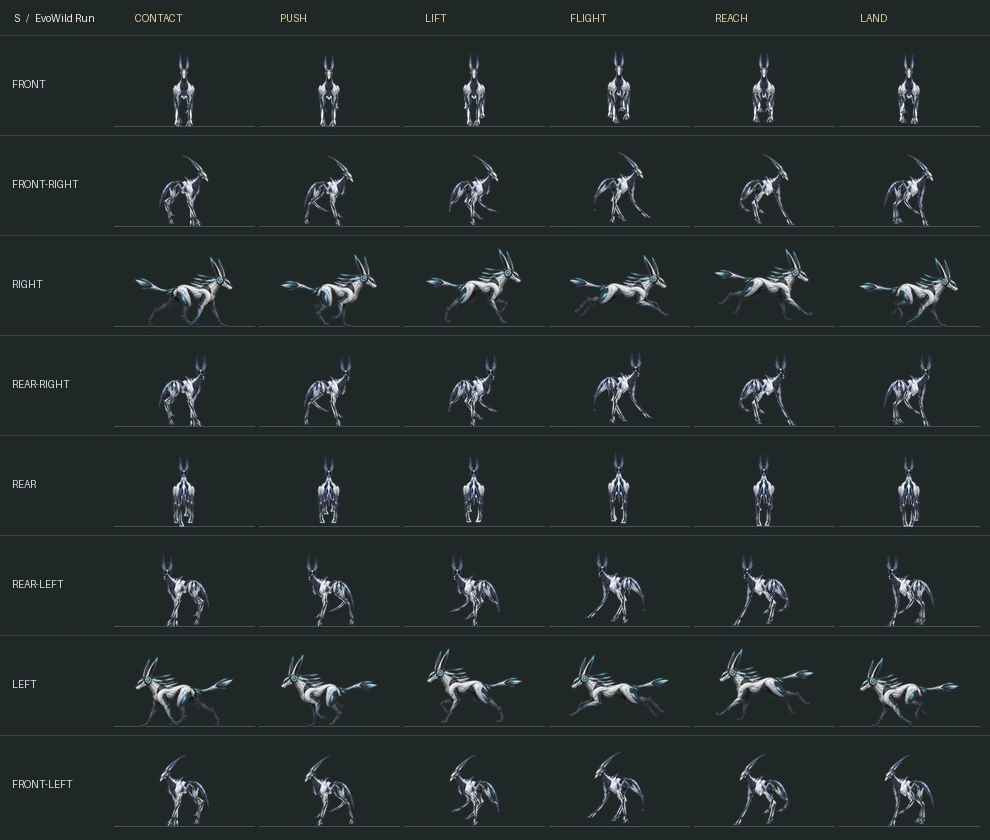 S / EvoWild Run CONTACT PUSH LIFT FLIGHT REACH LAND
FRONT
FRONT-RIGHT
RIGHT
REAR-RIGHT
REAR
REAR-LEFT
LEFT
FRONT-LEFT